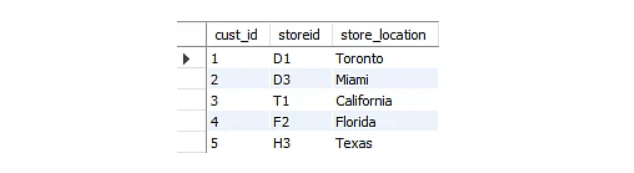 cust_id storeid store_location
1 D1 Toronto
2 D3 Miami
3 T1 California
4 F2 Florida
5 H3 Texas